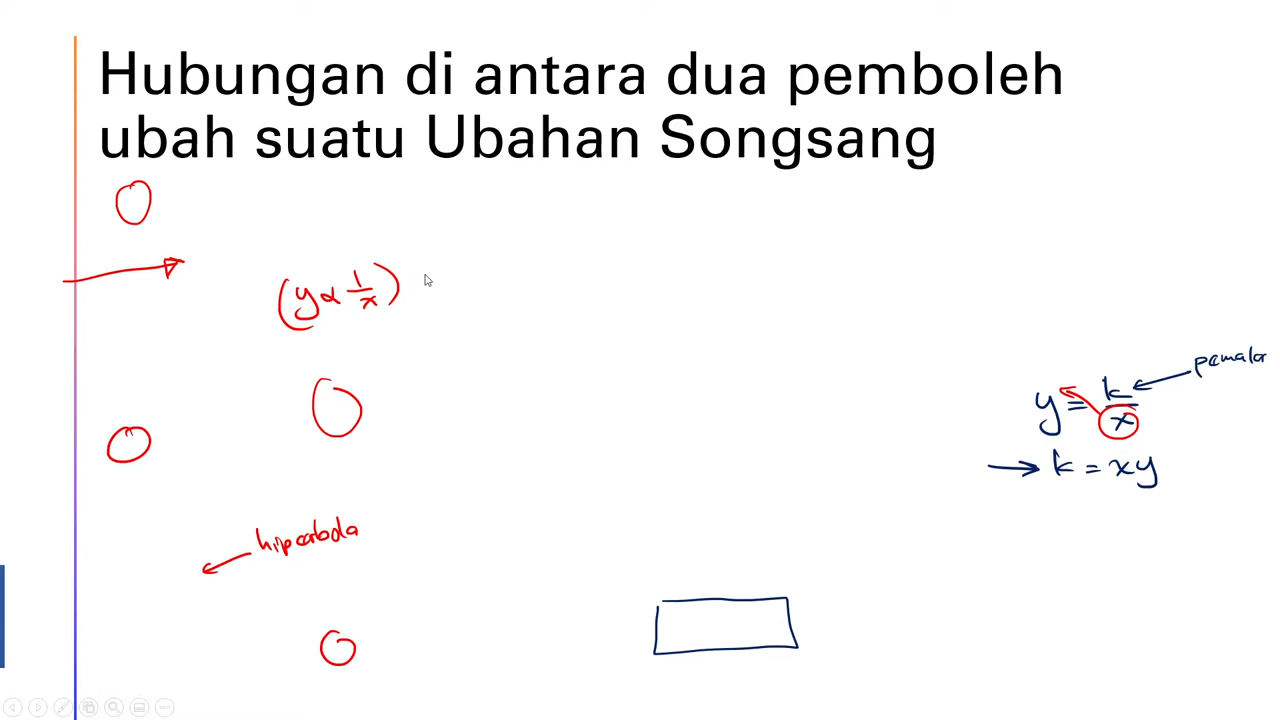 Hubungan di antara dua pemboleh
ubah suatu Ubahan Songsang
(y ∝ 1/x)
y = k/x
pemalar
k = xy
hiperbola